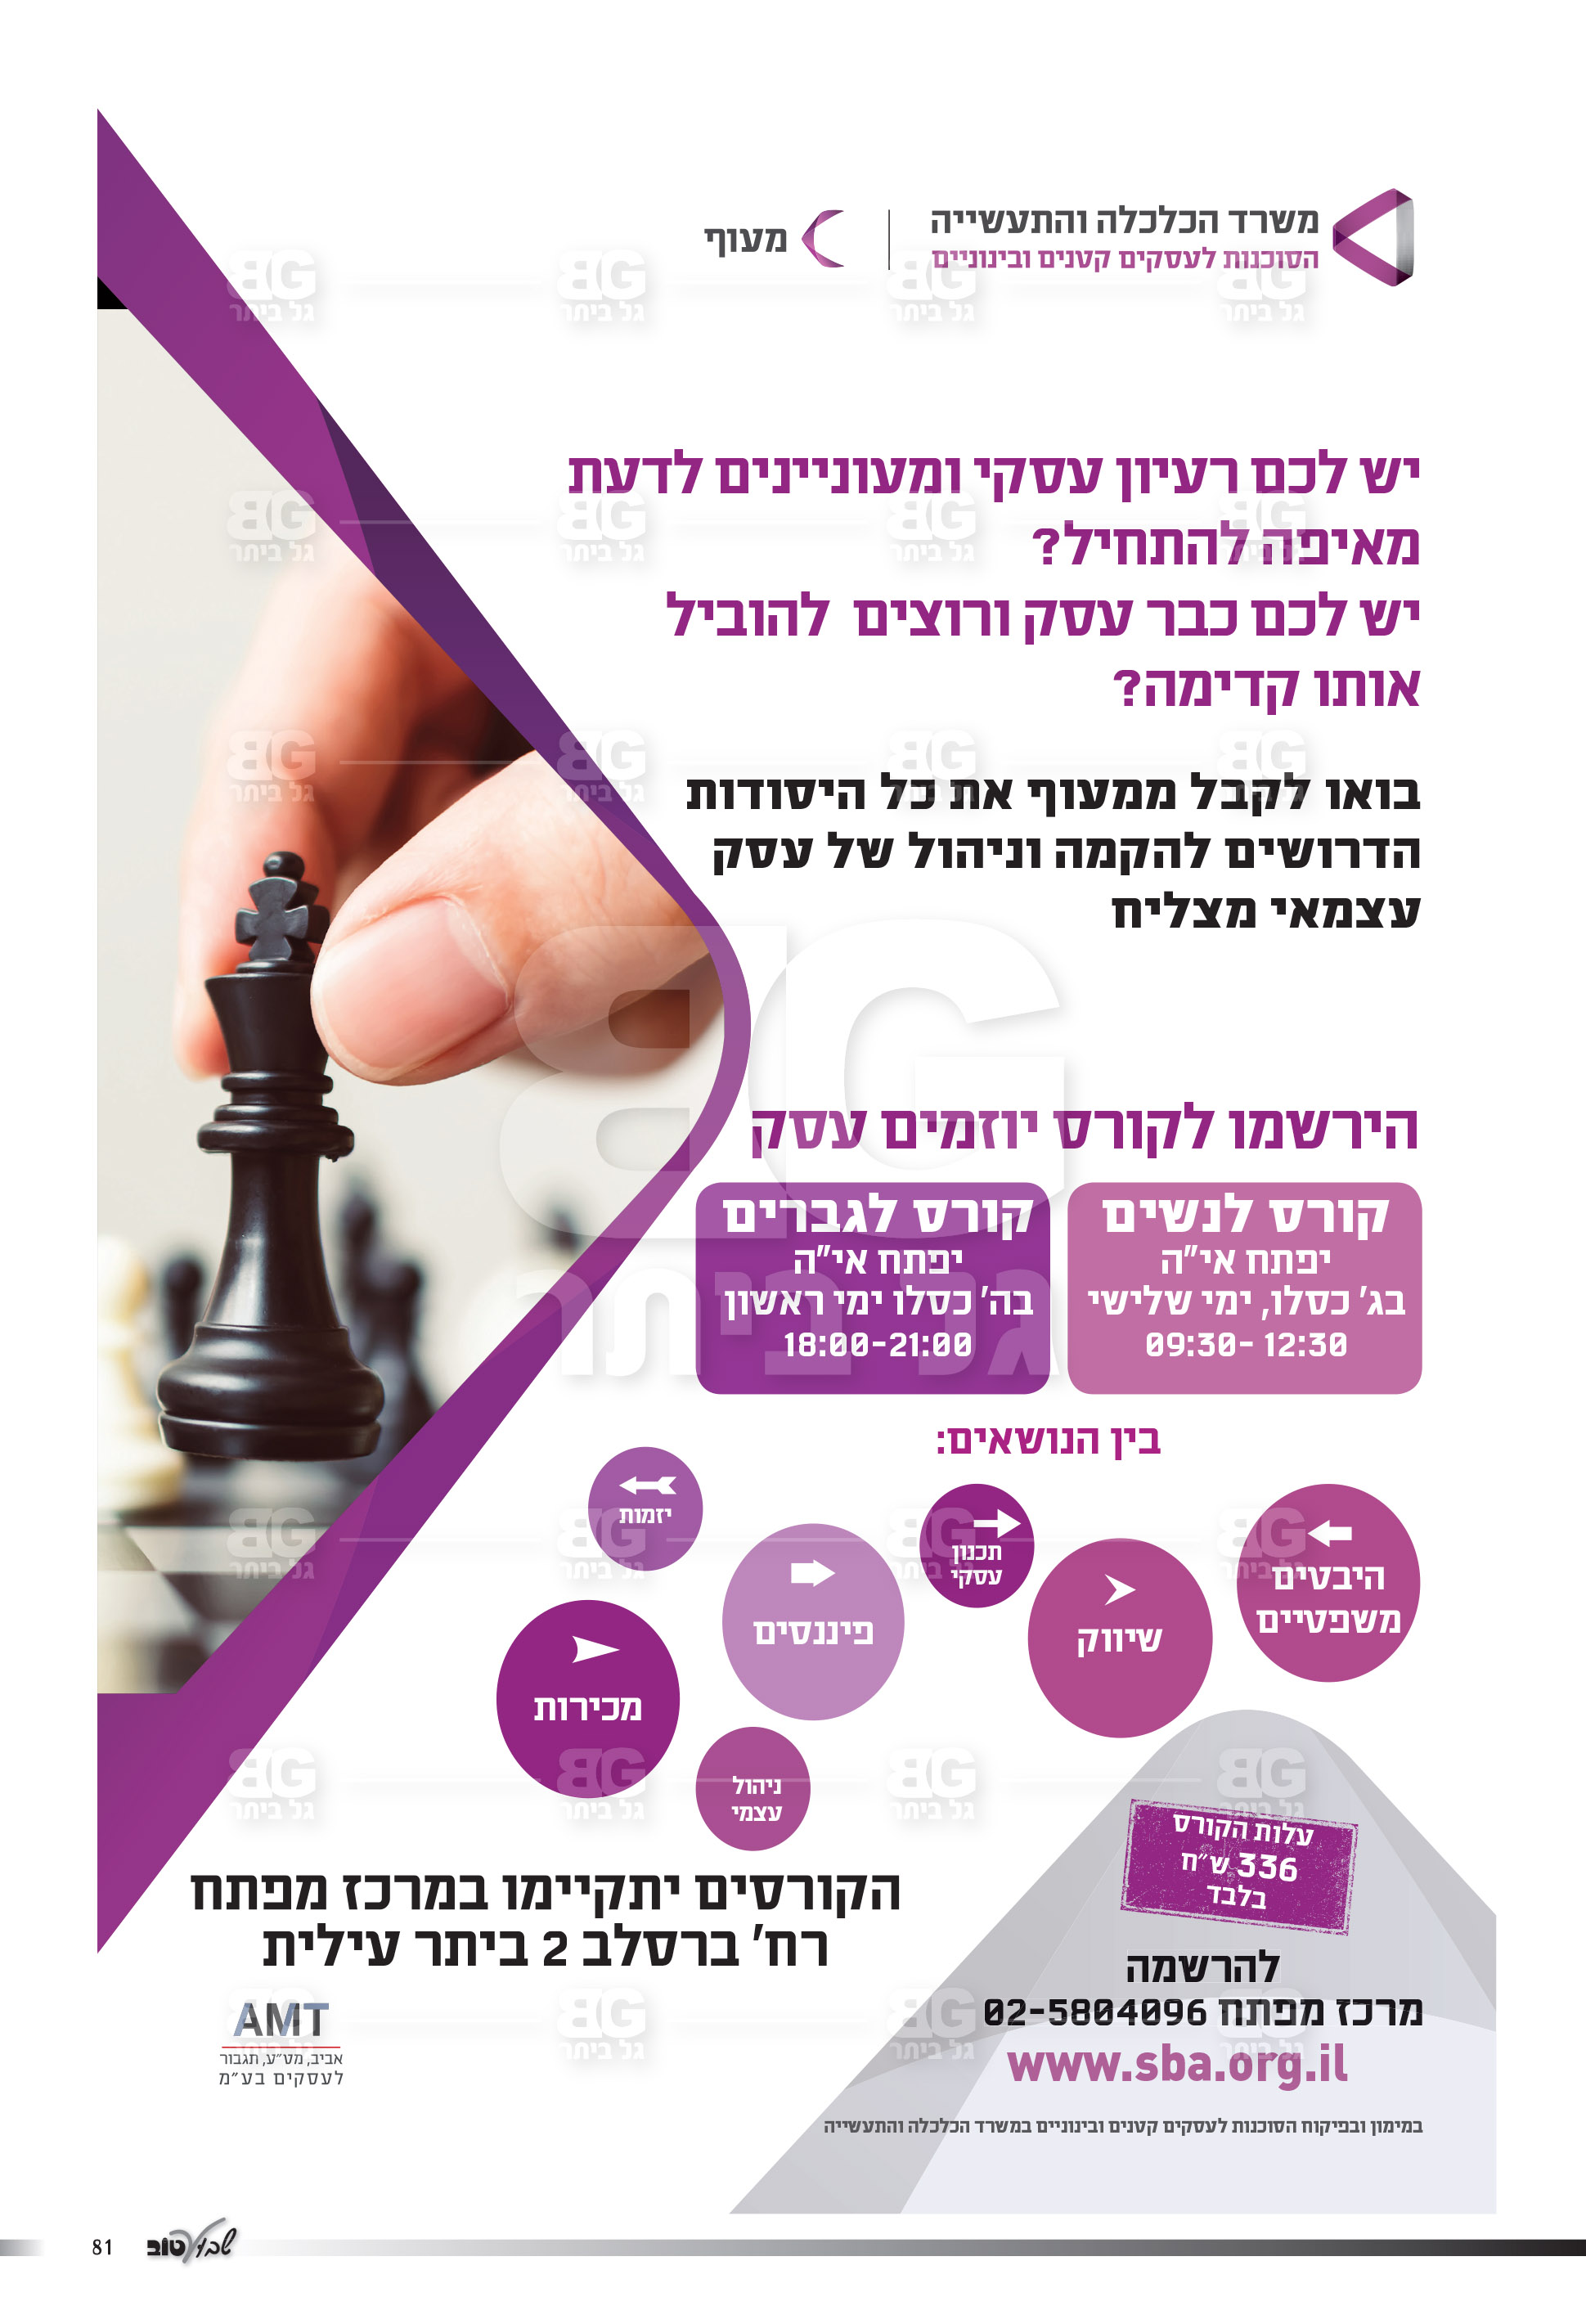 משרד הכלכלה והתעשייה
הסוכנות לעסקים קטנים ובינוניים
מעוף
יש לכם רעיון עסקי ומעוניינים לדעת
מאיפה להתחיל?
יש לכם כבר עסק ורוצים להוביל
אותו קדימה?
בואו לקבל ממעוף את כל היסודות
הדרושים להקמה וניהול של עסק
עצמאי מצליח
הירשמו לקורס יוזמים עסק
קורס לנשים
יפתח אי"ה
בג' כסלו, ימי שלישי
09:30- 12:30
קורס לגברים
יפתח אי"ה
בה' כסלו ימי ראשון
18:00-21:00
בין הנושאים:
היבטים
משפטיים
שיווק
תכנון
עסקי
פיננסים
יזמות
מכירות
ניהול
עצמי
עלות הקורס
336 ש"ח
בלבד
הקורסים יתקיימו במרכז מפתח
רח' ברסלב 2 ביתר עילית
להרשמה
מרכז מפתח 02-5804096
www.sba.org.il
במימון ובפיקוח הסוכנות לעסקים קטנים ובינוניים במשרד הכלכלה והתעשייה
AMT
אביב, מט"ע, תגבור
לעסקים בע"מ
BG
גל ביתר
81
שבוע טוב